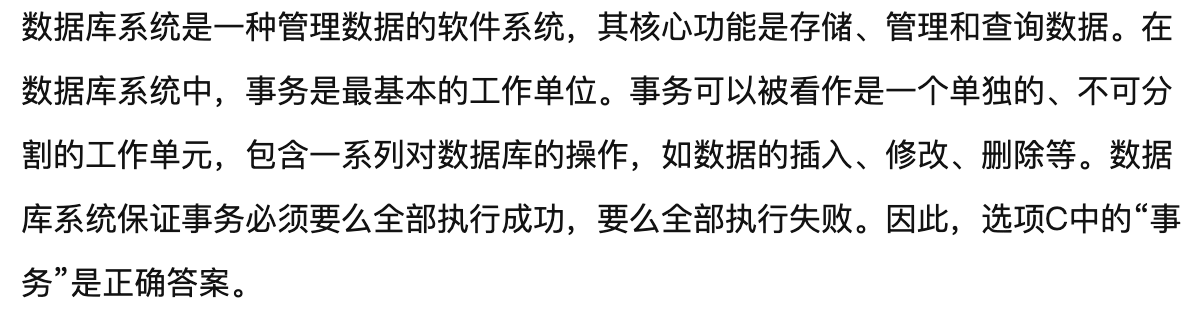 数据库系统是一种管理数据的软件系统，其核心功能是存储、管理和查询数据。在
数据库系统中，事务是最基本的工作单位。事务可以被看作是一个单独的、不可分
割的工作单元，包含一系列对数据库的操作，如数据的插入、修改、删除等。数据
库系统保证事务必须要么全部执行成功，要么全部执行失败。因此，选项C中的“事
务”是正确答案。